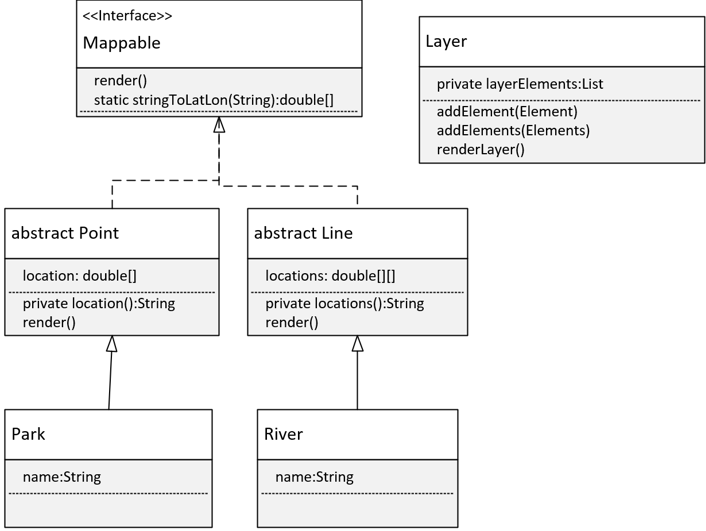 <<Interface>>
Mappable
render()
static stringToLatLon(String):double[]
Layer
private layerElements:List
addElement(Element)
addElements(Elements)
renderLayer()
abstract Point
location: double[]
private location():String
render()
abstract Line
locations: double[][]
private locations():String
render()
Park
name:String
River
name:String